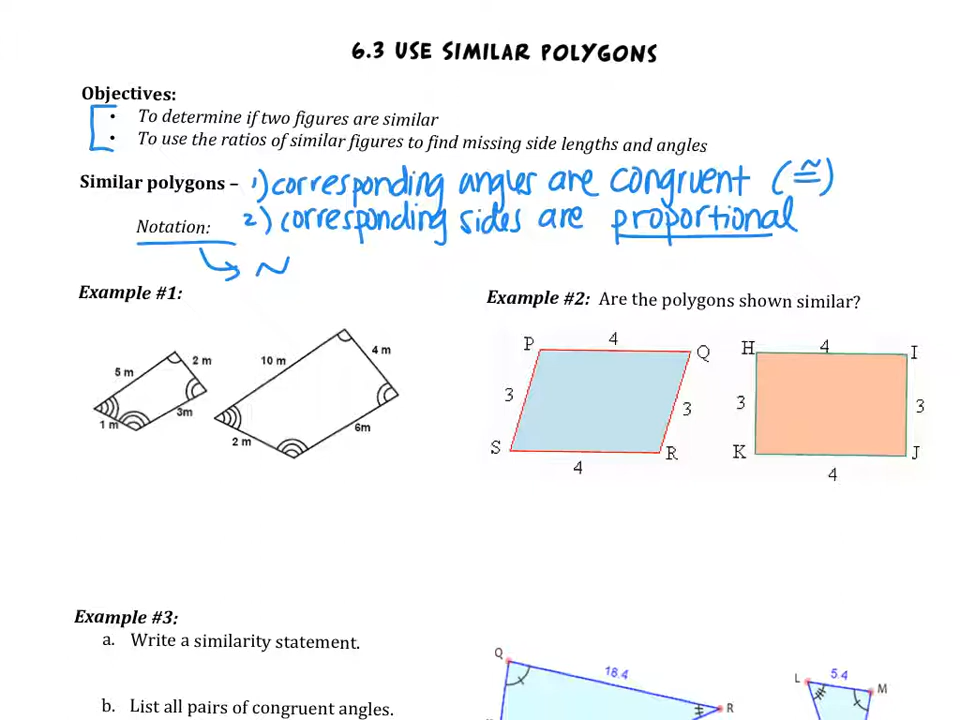 6.3 USE SIMILAR POLYGONS
Objectives:
• To determine if two figures are similar
• To use the ratios of similar figures to find missing side lengths and angles
Similar polygons – 1) corresponding angles are congruent (≅)
Notation: 2) corresponding sides are proportional
~
Example #1:
Example #2: Are the polygons shown similar?
5 m
2 m
1 m
3m
10 m
4 m
2 m
6m
P 4 Q
3 3
S R
4
H 4 I
3 3
K J
4
Example #3:
a. Write a similarity statement.
Q 18.4 R
L 5.4 M
b. List all pairs of congruent angles.